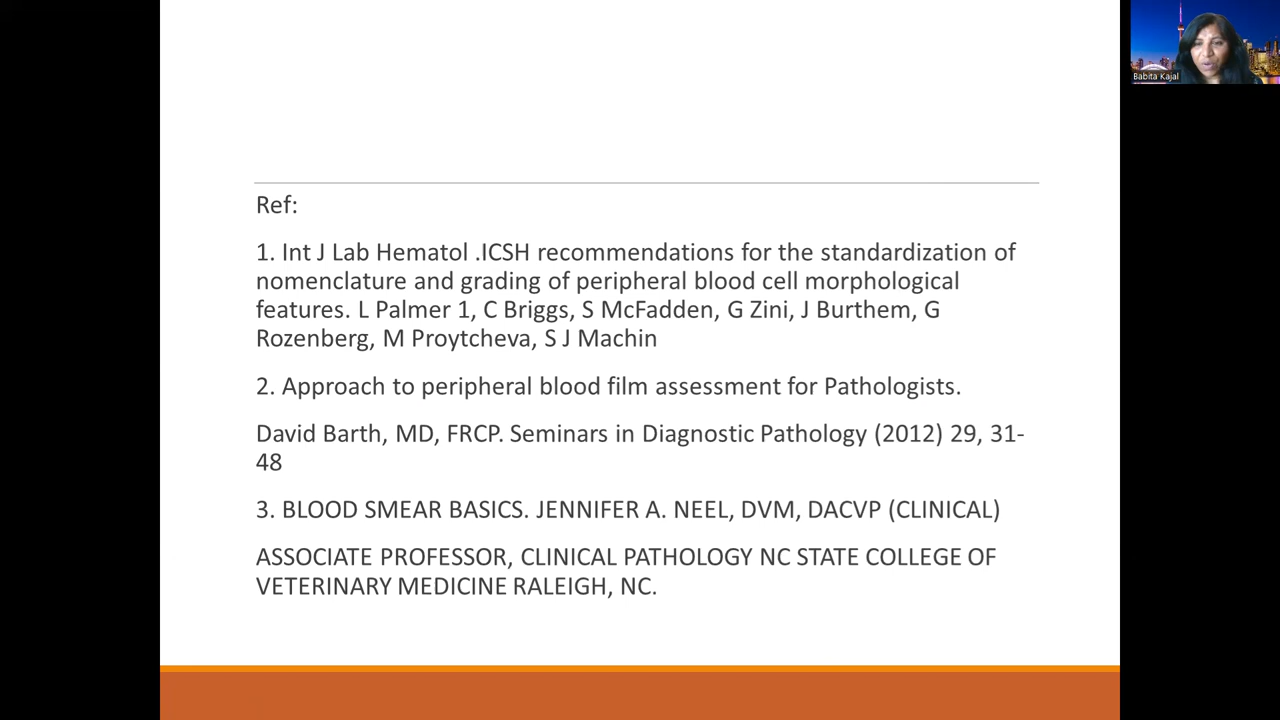 Ref:
1. Int J Lab Hematol .ICSH recommendations for the standardization of
nomenclature and grading of peripheral blood cell morphological
features. L Palmer 1, C Briggs, S McFadden, G Zini, J Burthem, G
Rozenberg, M Proytcheva, S J Machin
2. Approach to peripheral blood film assessment for Pathologists.
David Barth, MD, FRCP. Seminars in Diagnostic Pathology (2012) 29, 31-
48
3. BLOOD SMEAR BASICS. JENNIFER A. NEEL, DVM, DACVP (CLINICAL)
ASSOCIATE PROFESSOR, CLINICAL PATHOLOGY NC STATE COLLEGE OF
VETERINARY MEDICINE RALEIGH, NC.
Babita Kajal